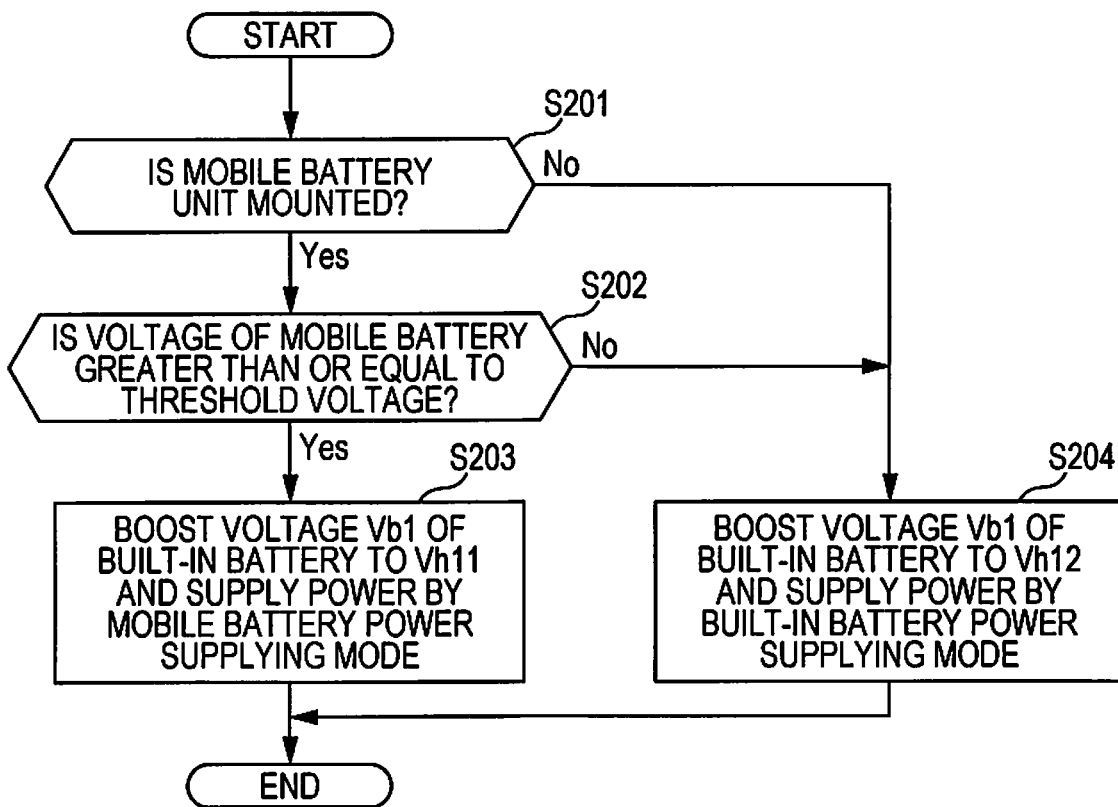 START
S201
IS MOBILE BATTERY
UNIT MOUNTED?
No
Yes
S202
IS VOLTAGE OF MOBILE BATTERY
GREATER THAN OR EQUAL TO
THRESHOLD VOLTAGE?
No
Yes
S203
BOOST VOLTAGE Vb1 OF
BUILT-IN BATTERY TO Vh11
AND SUPPLY POWER BY
MOBILE BATTERY POWER
SUPPLYING MODE
S204
BOOST VOLTAGE Vb1 OF
BUILT-IN BATTERY TO Vh12
AND SUPPLY POWER BY
BUILT-IN BATTERY POWER
SUPPLYING MODE
END